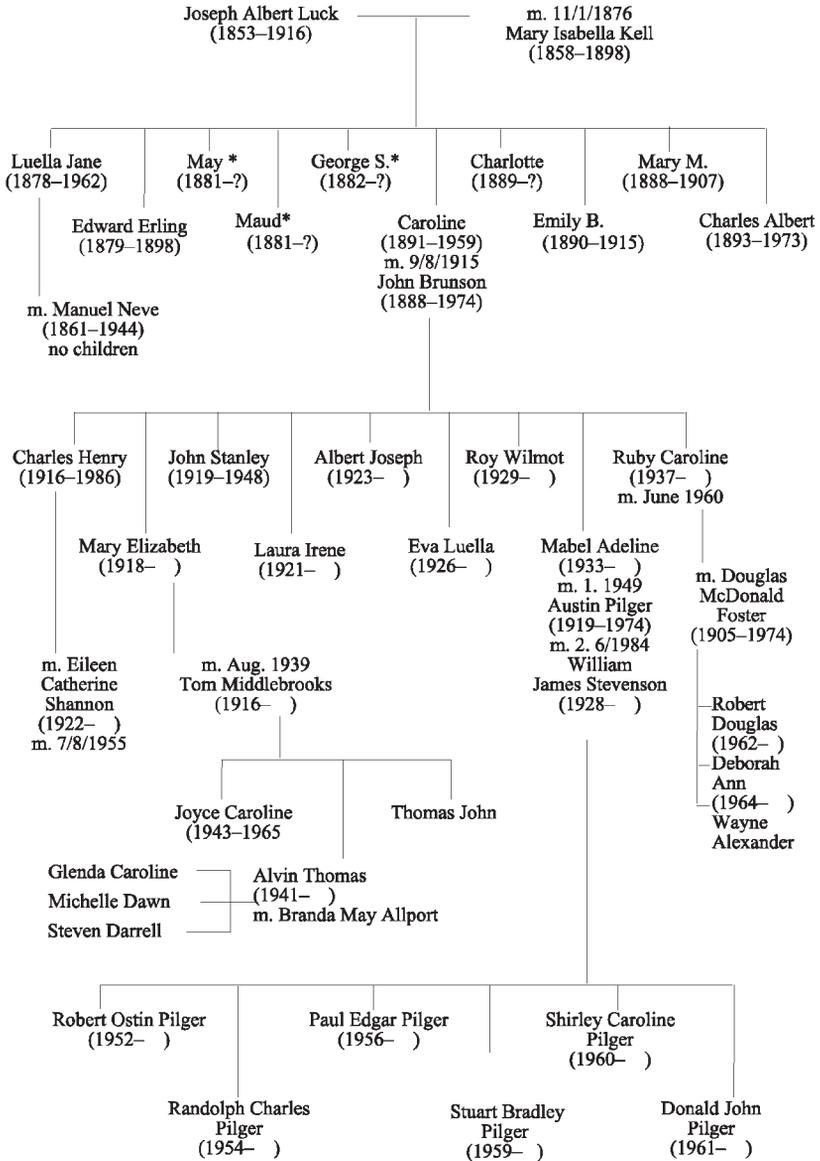 Joseph Albert Luck
(1853–1916)
m. 11/1/1876
Mary Isabella Kell
(1858–1898)
Luella Jane
(1878–1962)
May *
(1881–?)
George S.*
(1882–?)
Charlotte
(1889–?)
Mary M.
(1888–1907)
Edward Erling
(1879–1898)
Maud*
(1881–?)
Caroline
(1891–1959)
m. 9/8/1915
John Brunson
(1888–1974)
Emily B.
(1890–1915)
Charles Albert
(1893–1973)
m. Manuel Neve
(1861–1944)
no children
Charles Henry
(1916–1986)
John Stanley
(1919–1948)
Albert Joseph
(1923– )
Roy Wilmot
(1929– )
Ruby Caroline
(1937– )
m. June 1960
Mary Elizabeth
(1918– )
Laura Irene
(1921– )
Eva Luella
(1926– )
Mabel Adeline
(1933– )
m. 1. 1949
Austin Pilger
(1919–1974)
m. 2. 6/1984
William
James Stevenson
(1928– )
m. Douglas
McDonald
Foster
(1905–1974)
m. Eileen
Catherine
Shannon
(1922– )
m. 7/8/1955
m. Aug. 1939
Tom Middlebrooks
(1916– )
Robert
Douglas
(1962– )
Deborah
Ann
(1964– )
Wayne
Alexander
Joyce Caroline
(1943–1965
Thomas John
Glenda Caroline
Michelle Dawn
Steven Darrell
Alvin Thomas
(1941– )
m. Branda May Allport
Robert Ostin Pilger
(1952– )
Paul Edgar Pilger
(1956– )
Shirley Caroline
Pilger
(1960– )
Randolph Charles
Pilger
(1954– )
Stuart Bradley
Pilger
(1959– )
Donald John
Pilger
(1961– )